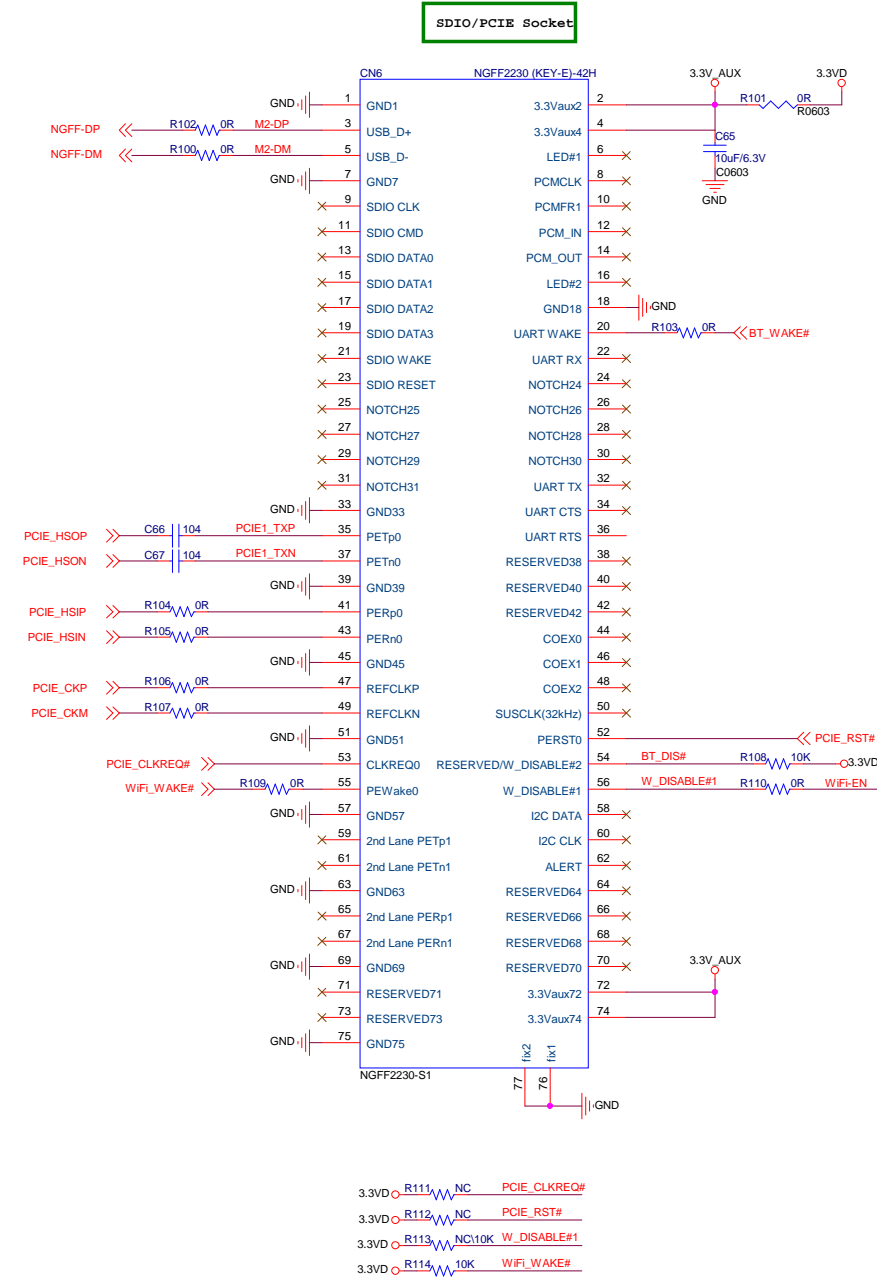 SDIO/PCIE Socket
CN6 NGFF2230 (KEY-E)-42H 3.3V_AUX 3.3VD
GND 1 GND1 3.3Vaux2 2 R101 0R R0603
NGFF-DP R102 0R M2-DP 3 USB_D+ 3.3Vaux4 4
C65
NGFF-DM R100 0R M2-DM 5 USB_D- LED#1 6 10uF/6.3V
C0603
GND 7 GND7 PCMCLK 8
GND
9 SDIO CLK PCMFR1 10
11 SDIO CMD PCM_IN 12
13 SDIO DATA0 PCM_OUT 14
15 SDIO DATA1 LED#2 16
17 SDIO DATA2 GND18 18 GND
19 SDIO DATA3 UART WAKE 20 R103 0R BT_WAKE#
21 SDIO WAKE UART RX 22
23 SDIO RESET NOTCH24 24
25 NOTCH25 NOTCH26 26
27 NOTCH27 NOTCH28 28
29 NOTCH29 NOTCH30 30
31 NOTCH31 UART TX 32
GND 33 GND33 UART CTS 34
PCIE_HSOP C66 104 PCIE1_TXP 35 PETp0 UART RTS 36
PCIE_HSON C67 104 PCIE1_TXN 37 PETn0 RESERVED38 38
GND 39 GND39 RESERVED40 40
PCIE_HSIP R104 0R 41 PERp0 RESERVED42 42
PCIE_HSIN R105 0R 43 PERn0 COEX0 44
GND 45 GND45 COEX1 46
PCIE_CKP R106 0R 47 REFCLKP COEX2 48
PCIE_CKM R107 0R 49 REFCLKN SUSCLK(32kHz) 50
GND 51 GND51 PERST0 52 PCIE_RST#
PCIE_CLKREQ# 53 CLKREQ0 RESERVED/W_DISABLE#2 54 BT_DIS# R108 10K 3.3VD
WiFi_WAKE# R109 0R 55 PEWake0 W_DISABLE#1 56 W_DISABLE#1 R110 0R WiFi-EN
GND 57 GND57 I2C DATA 58
59 2nd Lane PETp1 I2C CLK 60
61 2nd Lane PETn1 ALERT 62
GND 63 GND63 RESERVED64 64
65 2nd Lane PERp1 RESERVED66 66
67 2nd Lane PERn1 RESERVED68 68
GND 69 GND69 RESERVED70 70 3.3V_AUX
71 RESERVED71 3.3Vaux72 72
73 RESERVED73 3.3Vaux74 74
GND 75 GND75
fix2 fix1
NGFF2230-S1 77 76
GND
3.3VD R111 NC PCIE_CLKREQ#
3.3VD R112 NC PCIE_RST#
3.3VD R113 NC\10K W_DISABLE#1
3.3VD R114 10K WiFi_WAKE#